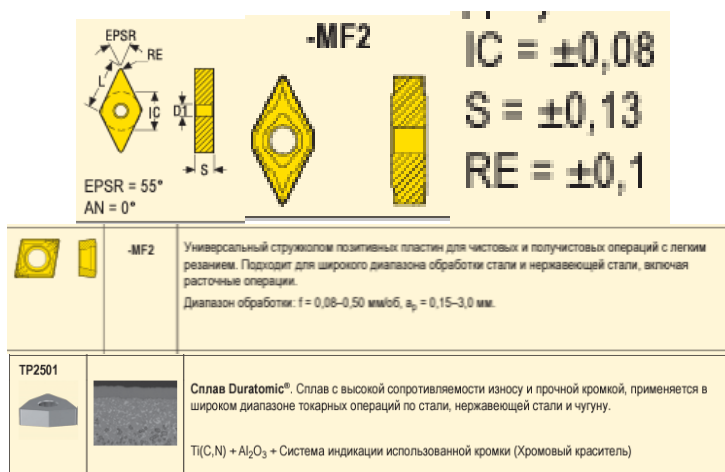 EPSR
RE
L
IC
D1
S
EPSR = 55°
AN = 0°
-MF2
IC = ±0,08
S = ±0,13
RE = ±0,1
-MF2
Универсальный стружколом позитивных пластин для чистовых и получистовых операций с легким
резанием. Подходит для широкого диапазона обработки стали и нержавеющей стали, включая
расточные операции.
Диапазон обработки: f = 0,08–0,50 мм/об, aₚ = 0,15–3,0 мм.
TP2501
Сплав Duratomic®. Сплав с высокой сопротивляемости износу и прочной кромкой, применяется в
широком диапазоне токарных операций по стали, нержавеющей стали и чугуну.
Ti(C,N) + Al₂O₃ + Система индикации использованной кромки (Хромовый краситель)